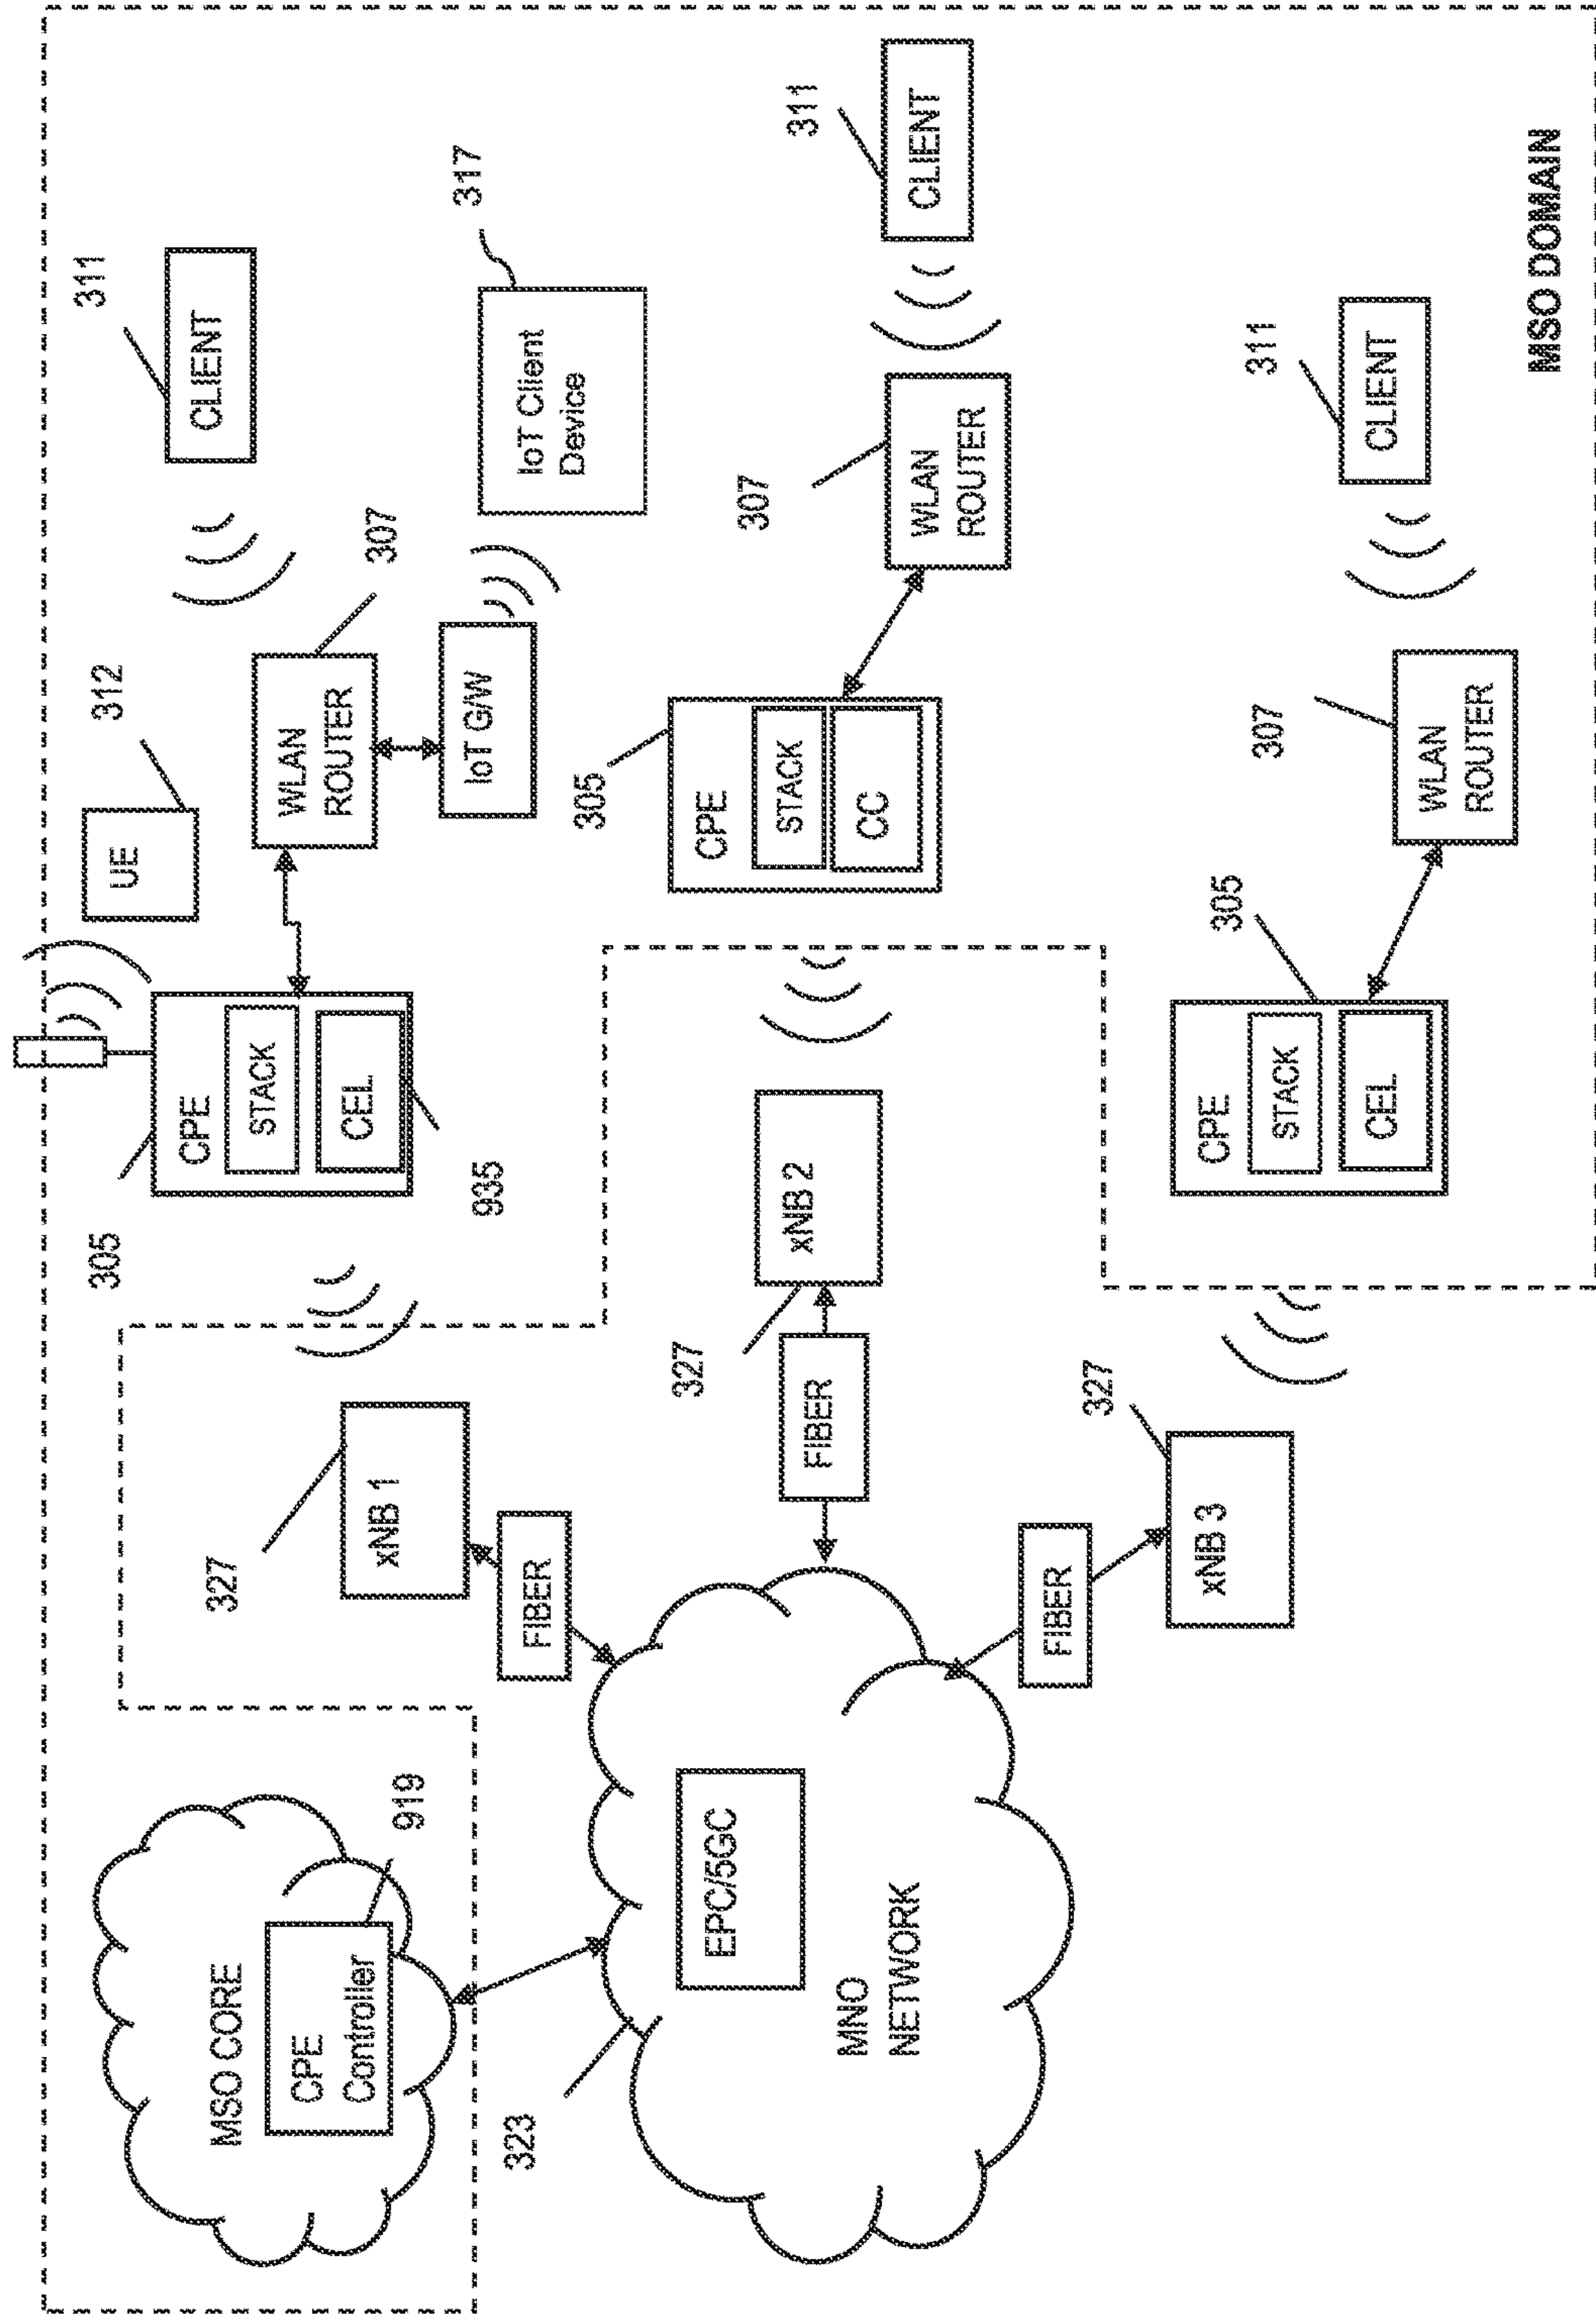 MSO CORE
CPE
Controller
919
323
MNO
NETWORK
EPC/5GC
FIBER
327
xNB 1
FIBER
327
xNB 2
FIBER
327
xNB 3
305
CPE
STACK
CEL
935
UE
312
WLAN
ROUTER
307
CLIENT
311
IoT G/W
IoT Client
Device
317
305
CPE
STACK
CC
WLAN
ROUTER
307
CLIENT
311
305
CPE
STACK
CEL
WLAN
ROUTER
307
CLIENT
311
MSO DOMAIN